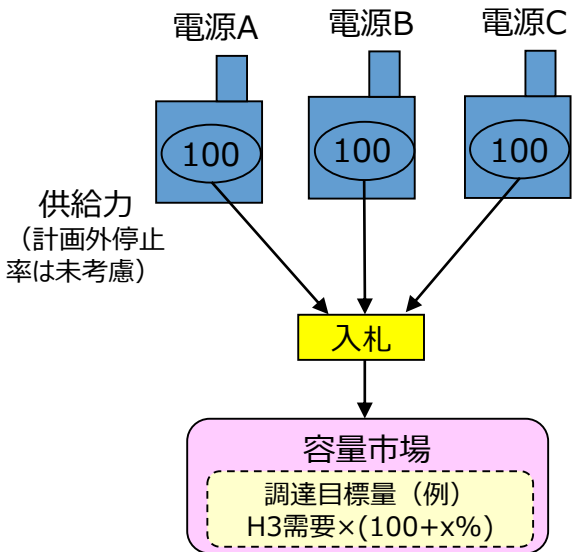 電源A 電源B 電源C
100 100 100
供給力
（計画外停止
率は未考慮）
入札
容量市場
調達目標量（例）
H3需要×(100+x%)